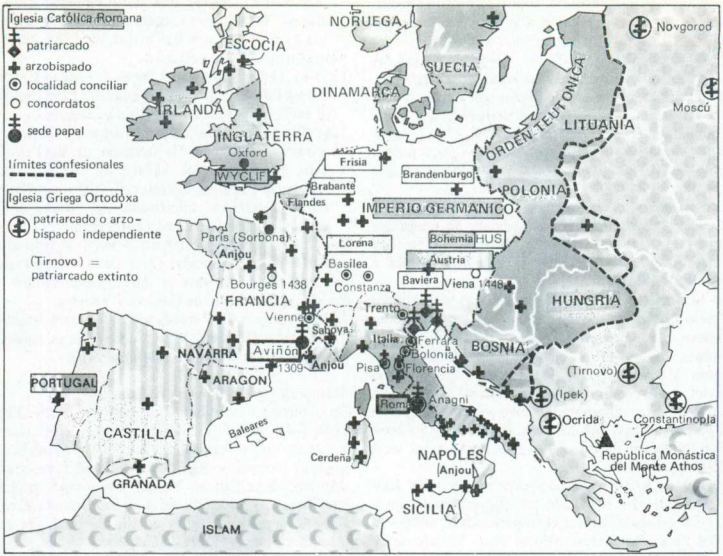 Iglesia Católica Romana
patriarcado
arzobispado
localidad conciliar
concordatos
sede papal
límites confesionales
Iglesia Griega Ortodoxa
patriarcado o arzo-
bispado independiente
(Tirnovo) =
patriarcado extinto
NORUEGA
ESCOCIA
SUECIA
DINAMARCA
IRLANDA
INGLATERRA
Oxford
WYCLIF
ORDEN-TEUTONICA
LITUANIA
Novgorod
Moscú
Frisia
Brabante
Flandes
Brandenburgo
POLONIA
IMPERIO GERMANICO
París (Sorbona)
Anjou
Lorena
Bohemia HUS
Basilea
Constanza
Austria
Baviera
Viena 1448
Bourges 1438
FRANCIA
Vienne
Saboya
Trento
HUNGRIA
NAVARRA
Aviñón
1309
Anjou
Italia
Ferrara
Bolonia
Pisa
Florencia
BOSNIA
ARAGON
PORTUGAL
CASTILLA
Baleares
GRANADA
Roma
Anagni
Cerdeña
NAPOLES
(Anjou)
SICILIA
(Tirnovo)
(Ipek)
Ocrida
Constantinopla
República Monástica
del Monte Athos
ISLAM